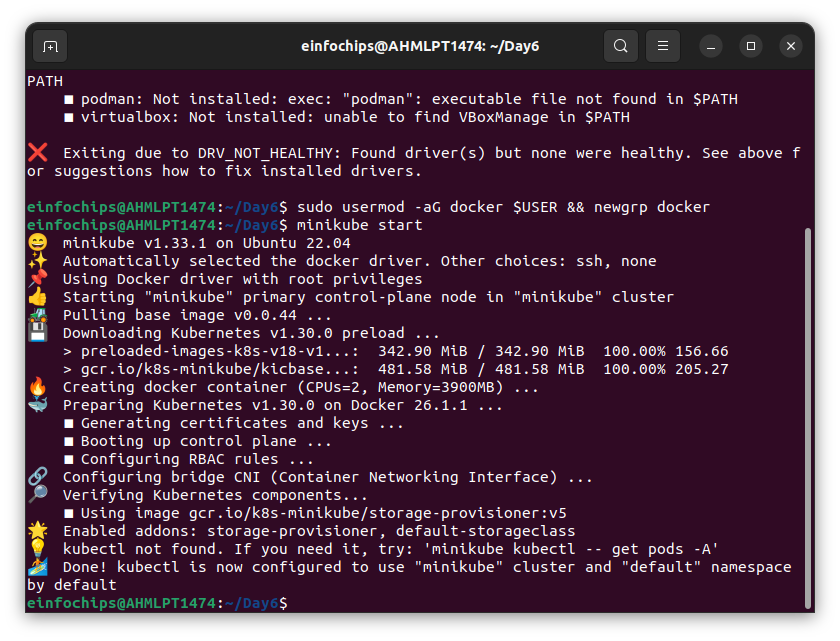 einfochips@AHMLPT1474: ~/Day6
PATH
■ podman: Not installed: exec: "podman": executable file not found in $PATH
■ virtualbox: Not installed: unable to find VBoxManage in $PATH
❌ Exiting due to DRV_NOT_HEALTHY: Found driver(s) but none were healthy. See above f
or suggestions how to fix installed drivers.
einfochips@AHMLPT1474:~/Day6$ sudo usermod -aG docker $USER && newgrp docker
einfochips@AHMLPT1474:~/Day6$ minikube start
😄 minikube v1.33.1 on Ubuntu 22.04
✨ Automatically selected the docker driver. Other choices: ssh, none
📌 Using Docker driver with root privileges
👍 Starting "minikube" primary control-plane node in "minikube" cluster
🚜 Pulling base image v0.0.44 ...
💾 Downloading Kubernetes v1.30.0 preload ...
> preloaded-images-k8s-v18-v1...: 342.90 MiB / 342.90 MiB 100.00% 156.66
> gcr.io/k8s-minikube/kicbase...: 481.58 MiB / 481.58 MiB 100.00% 205.27
🔥 Creating docker container (CPUs=2, Memory=3900MB) ...
🐳 Preparing Kubernetes v1.30.0 on Docker 26.1.1 ...
■ Generating certificates and keys ...
■ Booting up control plane ...
■ Configuring RBAC rules ...
🔗 Configuring bridge CNI (Container Networking Interface) ...
🔎 Verifying Kubernetes components...
■ Using image gcr.io/k8s-minikube/storage-provisioner:v5
🌟 Enabled addons: storage-provisioner, default-storageclass
💡 kubectl not found. If you need it, try: 'minikube kubectl -- get pods -A'
🏄 Done! kubectl is now configured to use "minikube" cluster and "default" namespace
by default
einfochips@AHMLPT1474:~/Day6$